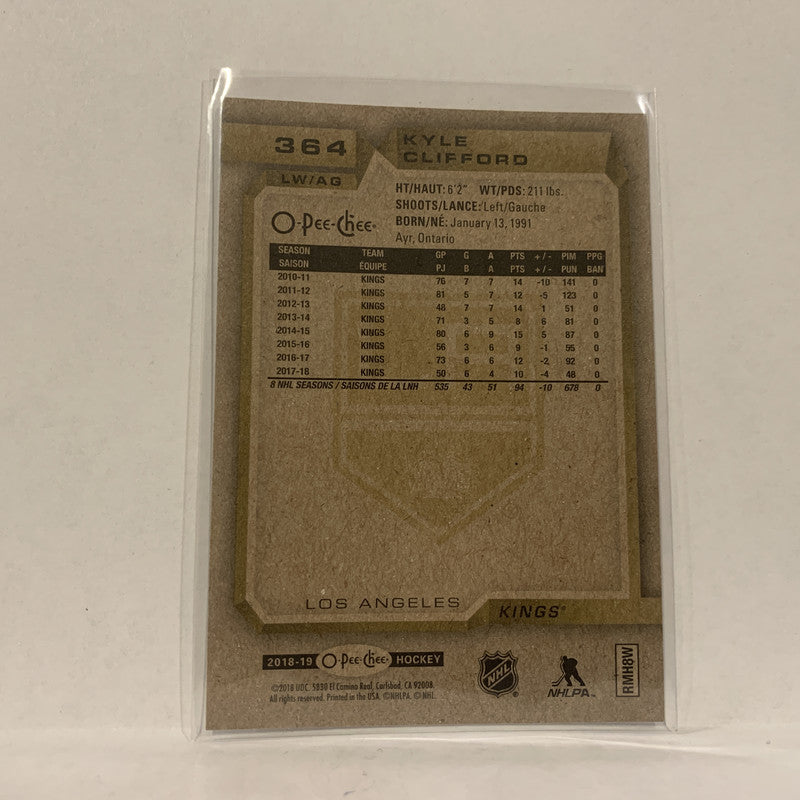 364
KYLE
CLIFFORD
LW/AG
HT/HAUT: 6'2" WT/PDS: 211 lbs.
SHOOTS/LANCE: Left/Gauche
BORN/NÉ: January 13, 1991
Ayr, Ontario
O-Pee-Chee
SEASON TEAM GP G A PTS +/- PIM PPG
SAISON ÉQUIPE PJ B A PTS +/- PUN BAN
2010-11 KINGS 76 7 7 14 -10 141 0
2011-12 KINGS 81 5 7 12 -5 123 0
2012-13 KINGS 48 7 7 14 1 51 0
2013-14 KINGS 71 3 5 8 6 81 0
2014-15 KINGS 80 6 9 15 5 87 0
2015-16 KINGS 56 3 6 9 -1 55 0
2016-17 KINGS 73 6 6 12 -2 92 0
2017-18 KINGS 50 6 4 10 -4 48 0
8 NHL SEASONS / SAISONS DE LA LNH 535 43 51 94 -10 678 0
LOS ANGELES KINGS
2018-19 O-Pee-Chee HOCKEY
©2018 UDC. 5830 El Camino Real, Carlsbad, CA 92008.
All rights reserved. Printed in the USA. ©NHLPA. © NHL.
NHL
NHLPA™
RMH8W